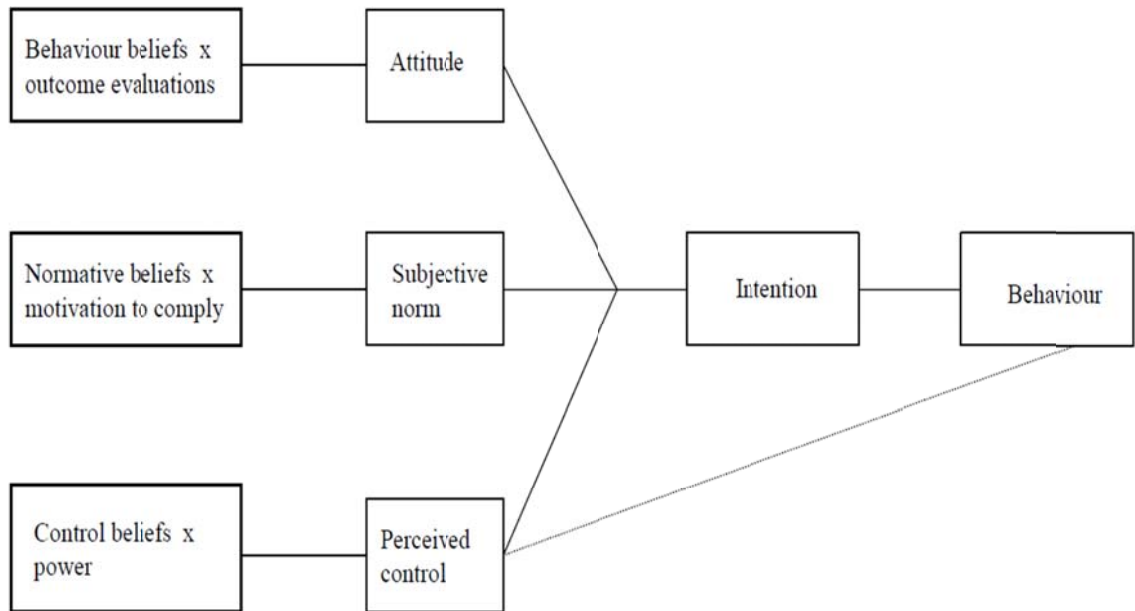 Behaviour beliefs x
outcome evaluations
Attitude
Normative beliefs x
motivation to comply
Subjective
norm
Intention
Behaviour
Control beliefs x
power
Perceived
control